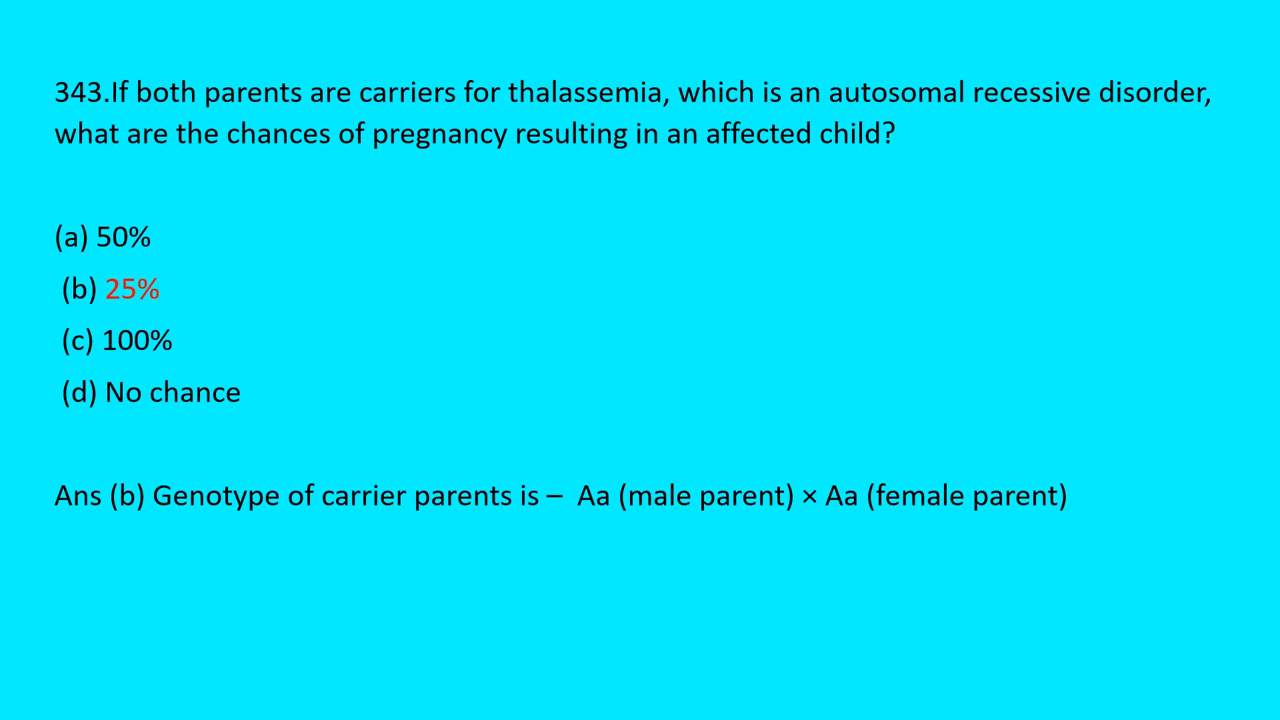 343.If both parents are carriers for thalassemia, which is an autosomal recessive disorder,
what are the chances of pregnancy resulting in an affected child?
(a) 50%
(b) 25%
(c) 100%
(d) No chance
Ans (b) Genotype of carrier parents is – Aa (male parent) × Aa (female parent)